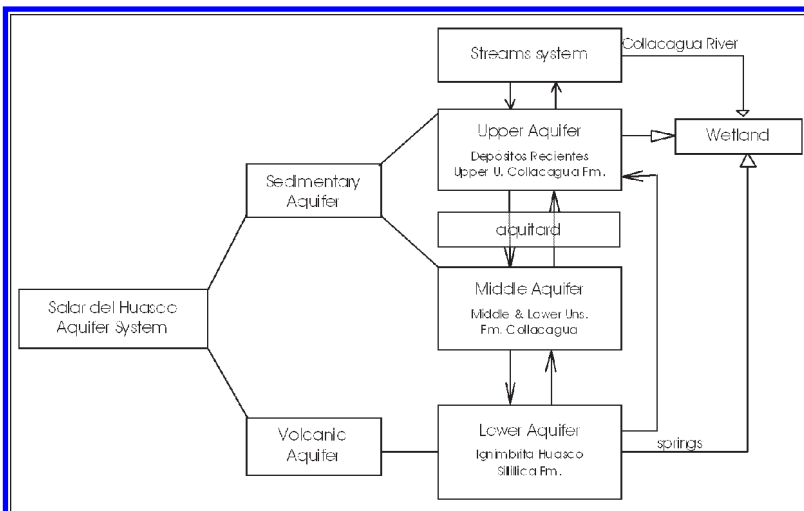 Streams system
Collacagua River
Upper Aquifer
Depósitos Recientes
Upper U. Collacagua Fm.
Wetland
Sedimentary
Aquifer
aquitard
Salar del Huasco
Aquifer System
Middle Aquifer
Middle & Lower Uns.
Fm. Collacagua
Volcanic
Aquifer
Lower Aquifer
Ignimbrita Huasco
Sillillica Fm.
springs